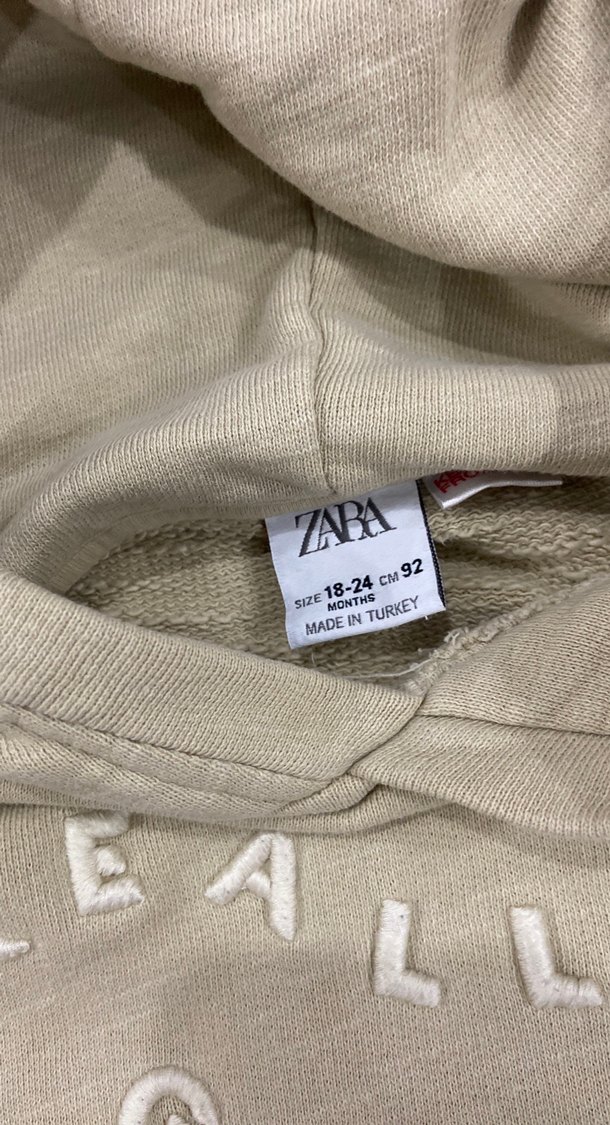 ZARA
SIZE 18-24 CM 92
MONTHS
MADE IN TURKEY
EALL